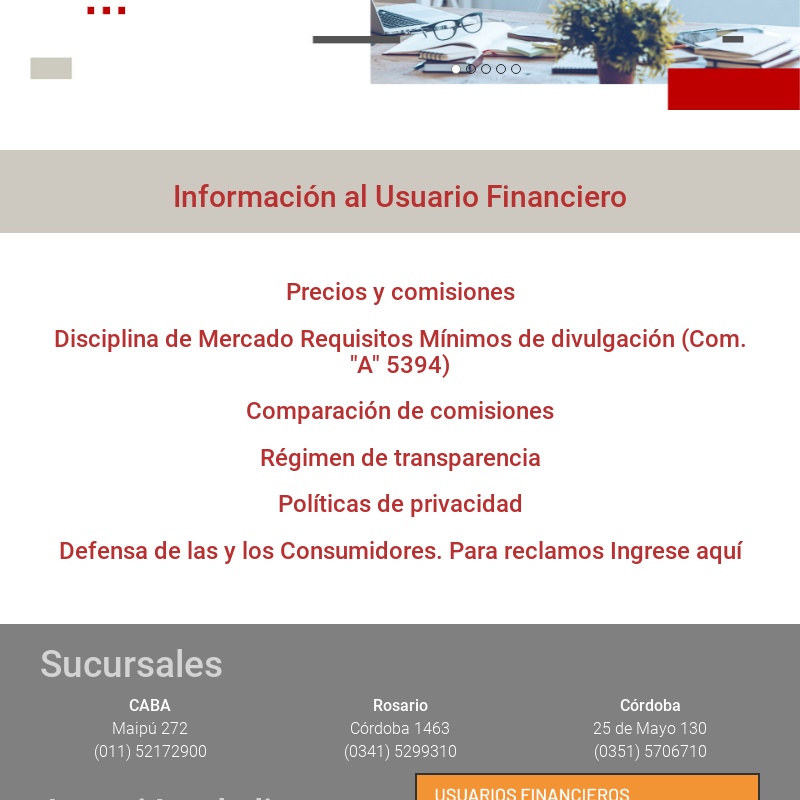 Información al Usuario Financiero
Precios y comisiones
Disciplina de Mercado Requisitos Mínimos de divulgación (Com.
"A" 5394)
Comparación de comisiones
Régimen de transparencia
Políticas de privacidad
Defensa de las y los Consumidores. Para reclamos Ingrese aquí
Sucursales
CABA
Maipú 272
(011) 52172900
Rosario
Córdoba 1463
(0341) 5299310
Córdoba
25 de Mayo 130
(0351) 5706710
USUARIOS FINANCIEROS